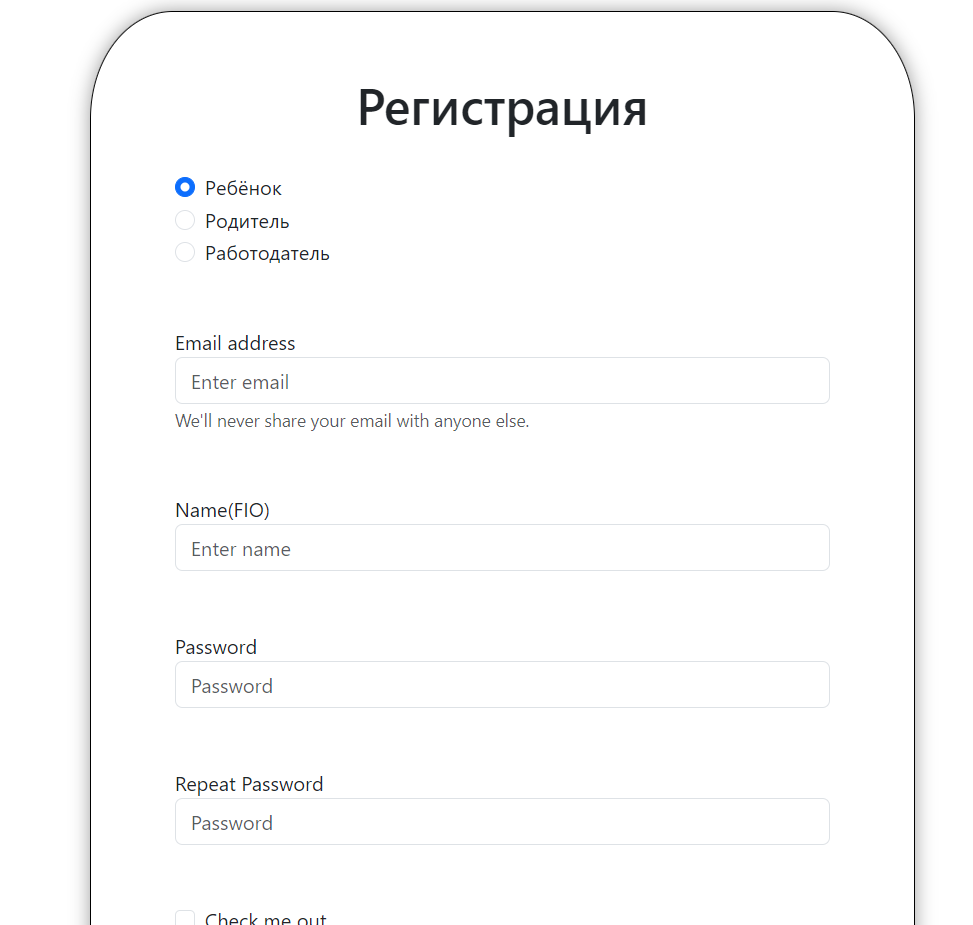 Регистрация
Ребёнок
Родитель
Работодатель
Email address
Enter email
We'll never share your email with anyone else.
Name(FIO)
Enter name
Password
Password
Repeat Password
Password
Check me out